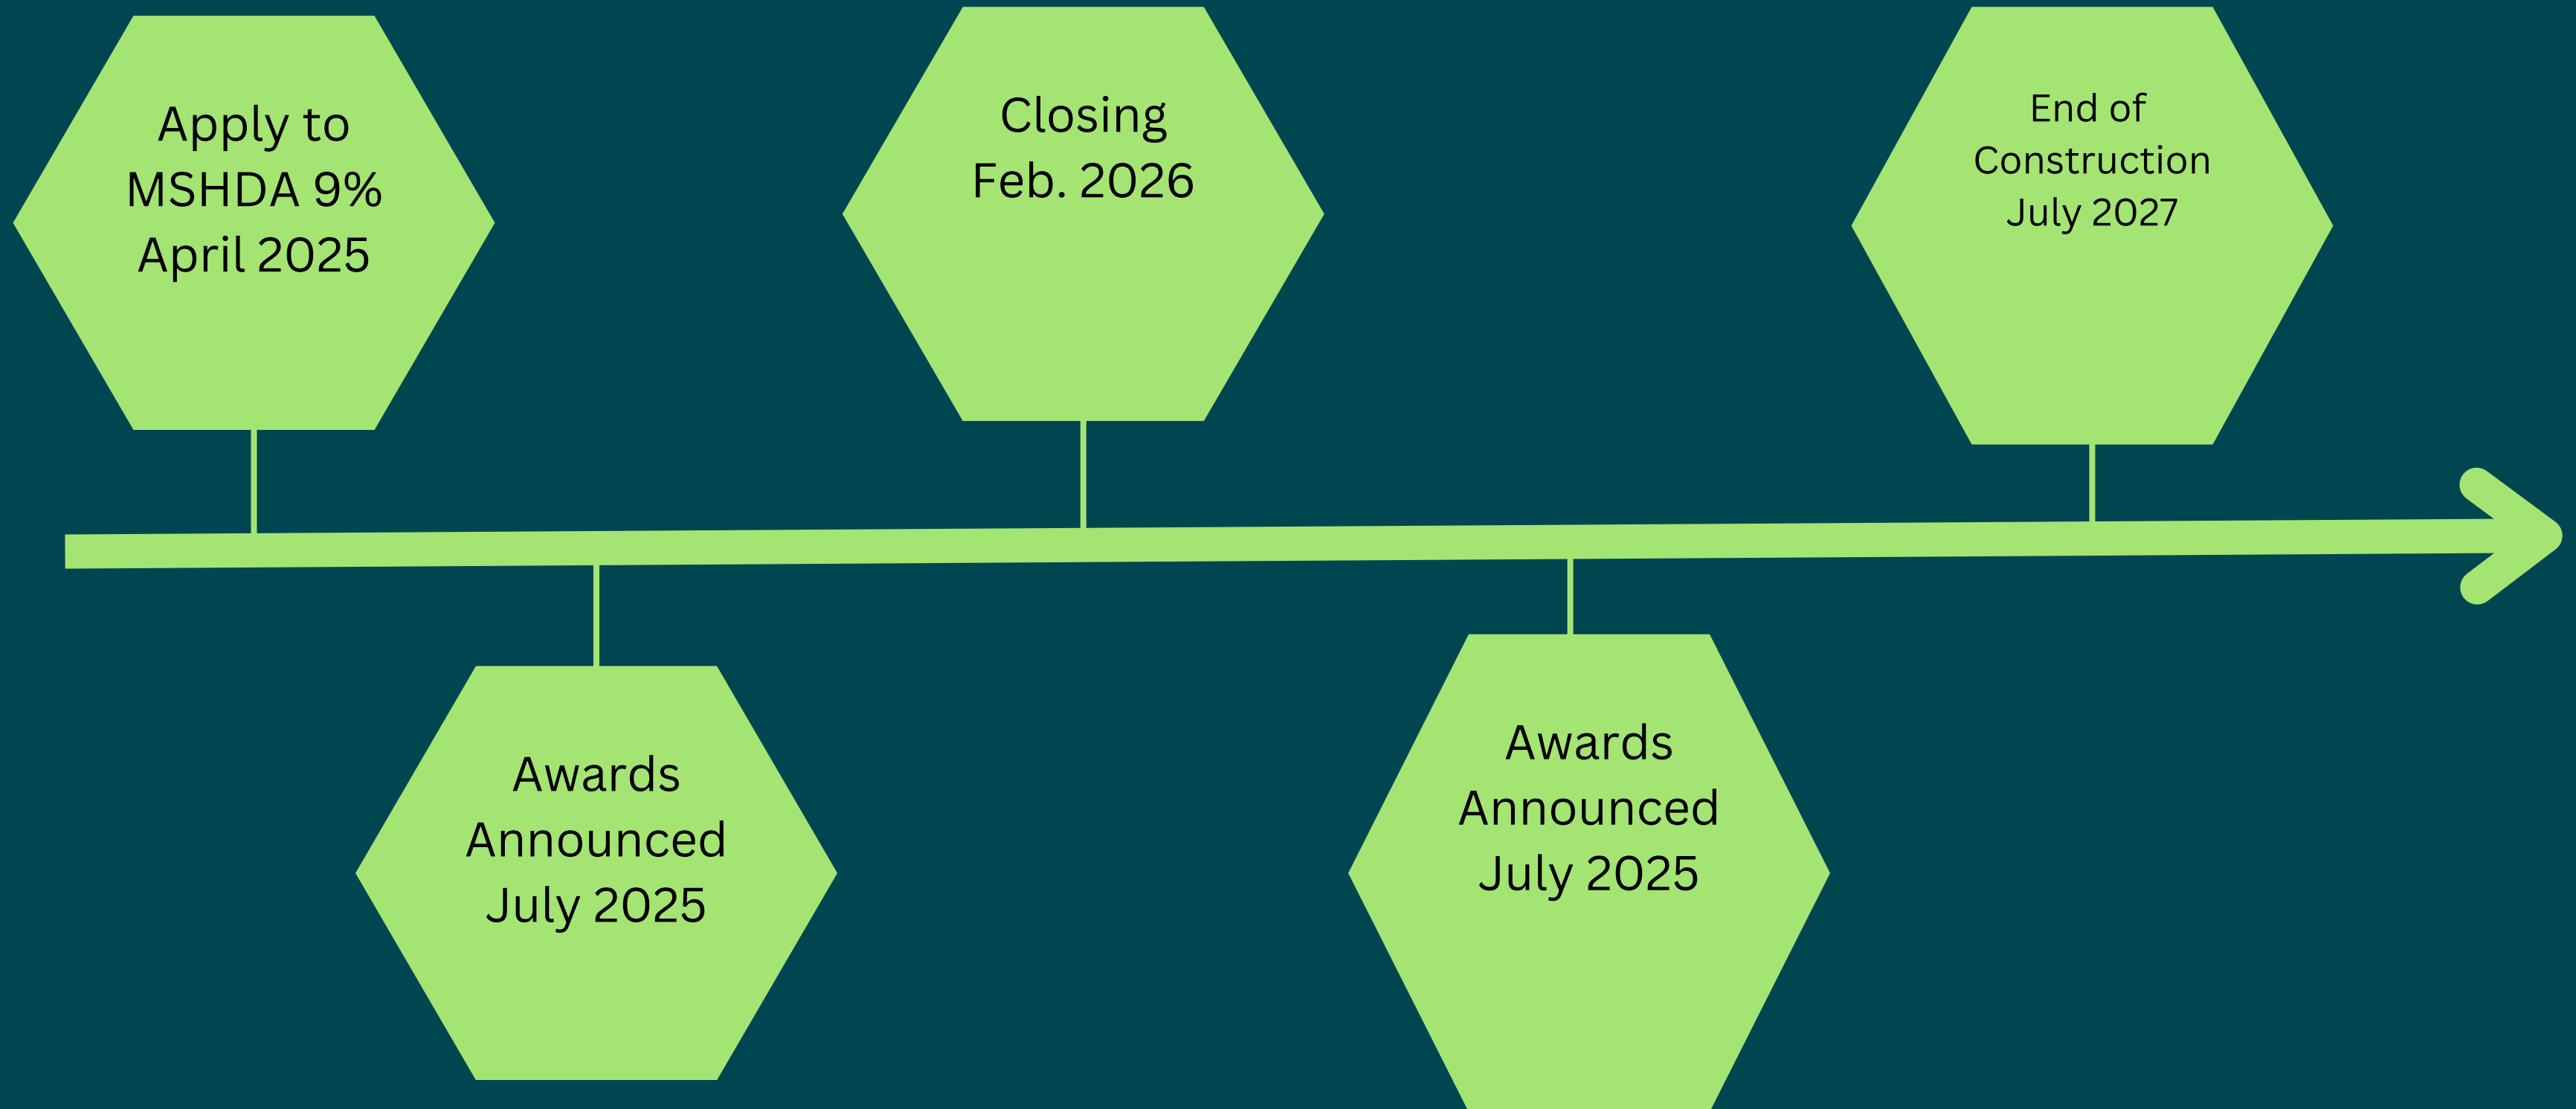 Apply to
MSHDA 9%
April 2025
Awards
Announced
July 2025
Closing
Feb. 2026
Awards
Announced
July 2025
End of
Construction
July 2027